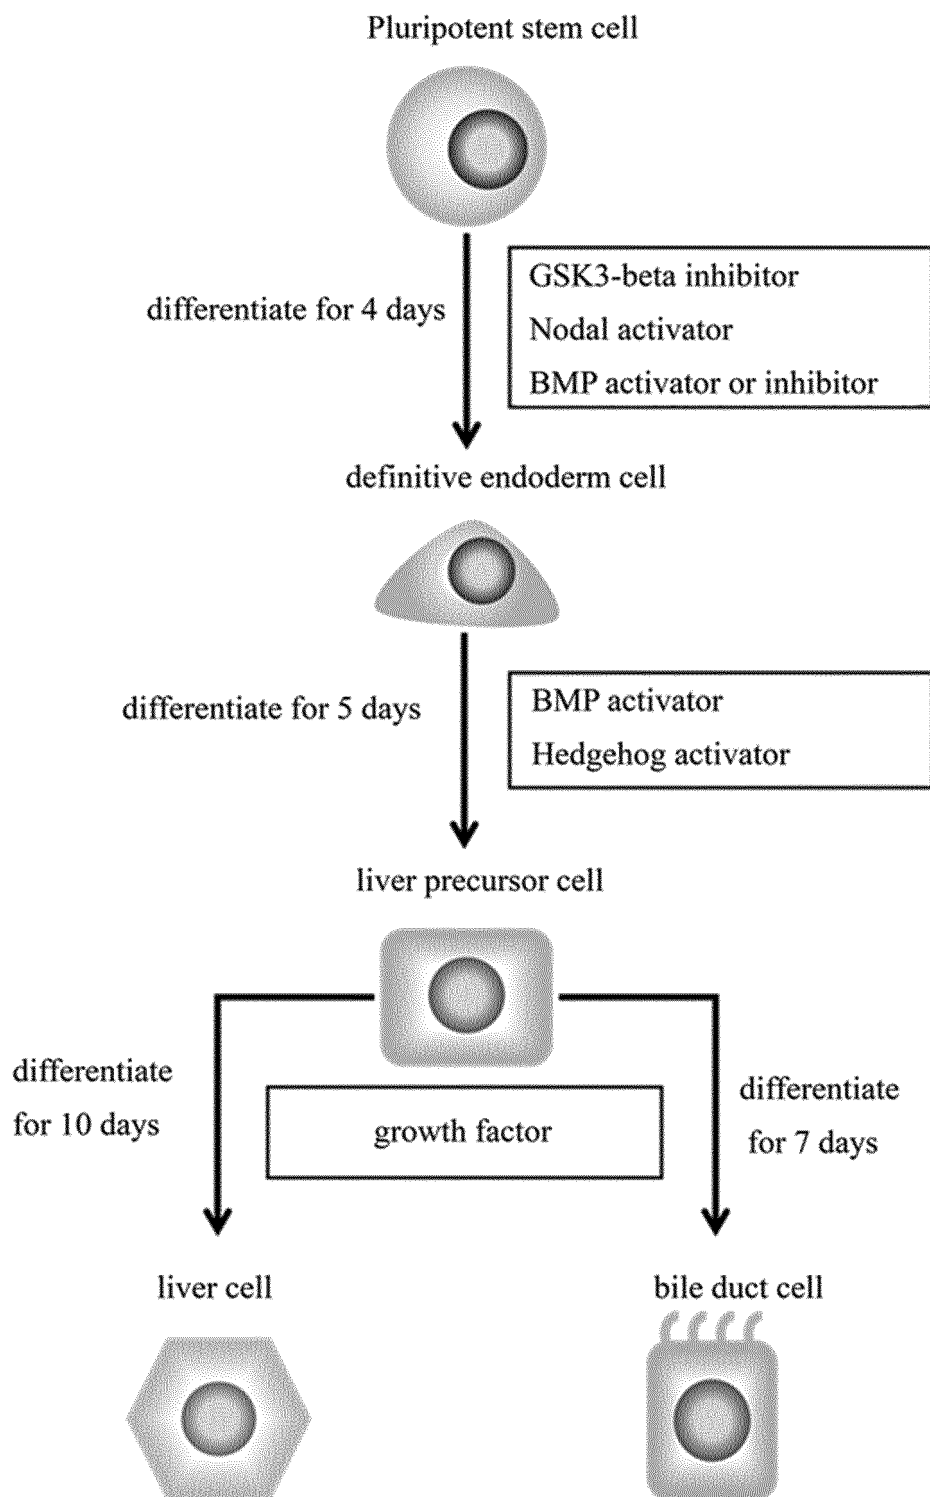 Pluripotent stem cell
differentiate for 4 days
GSK3-beta inhibitor
Nodal activator
BMP activator or inhibitor
definitive endoderm cell
differentiate for 5 days
BMP activator
Hedgehog activator
liver precursor cell
differentiate
for 10 days
growth factor
differentiate
for 7 days
liver cell
bile duct cell